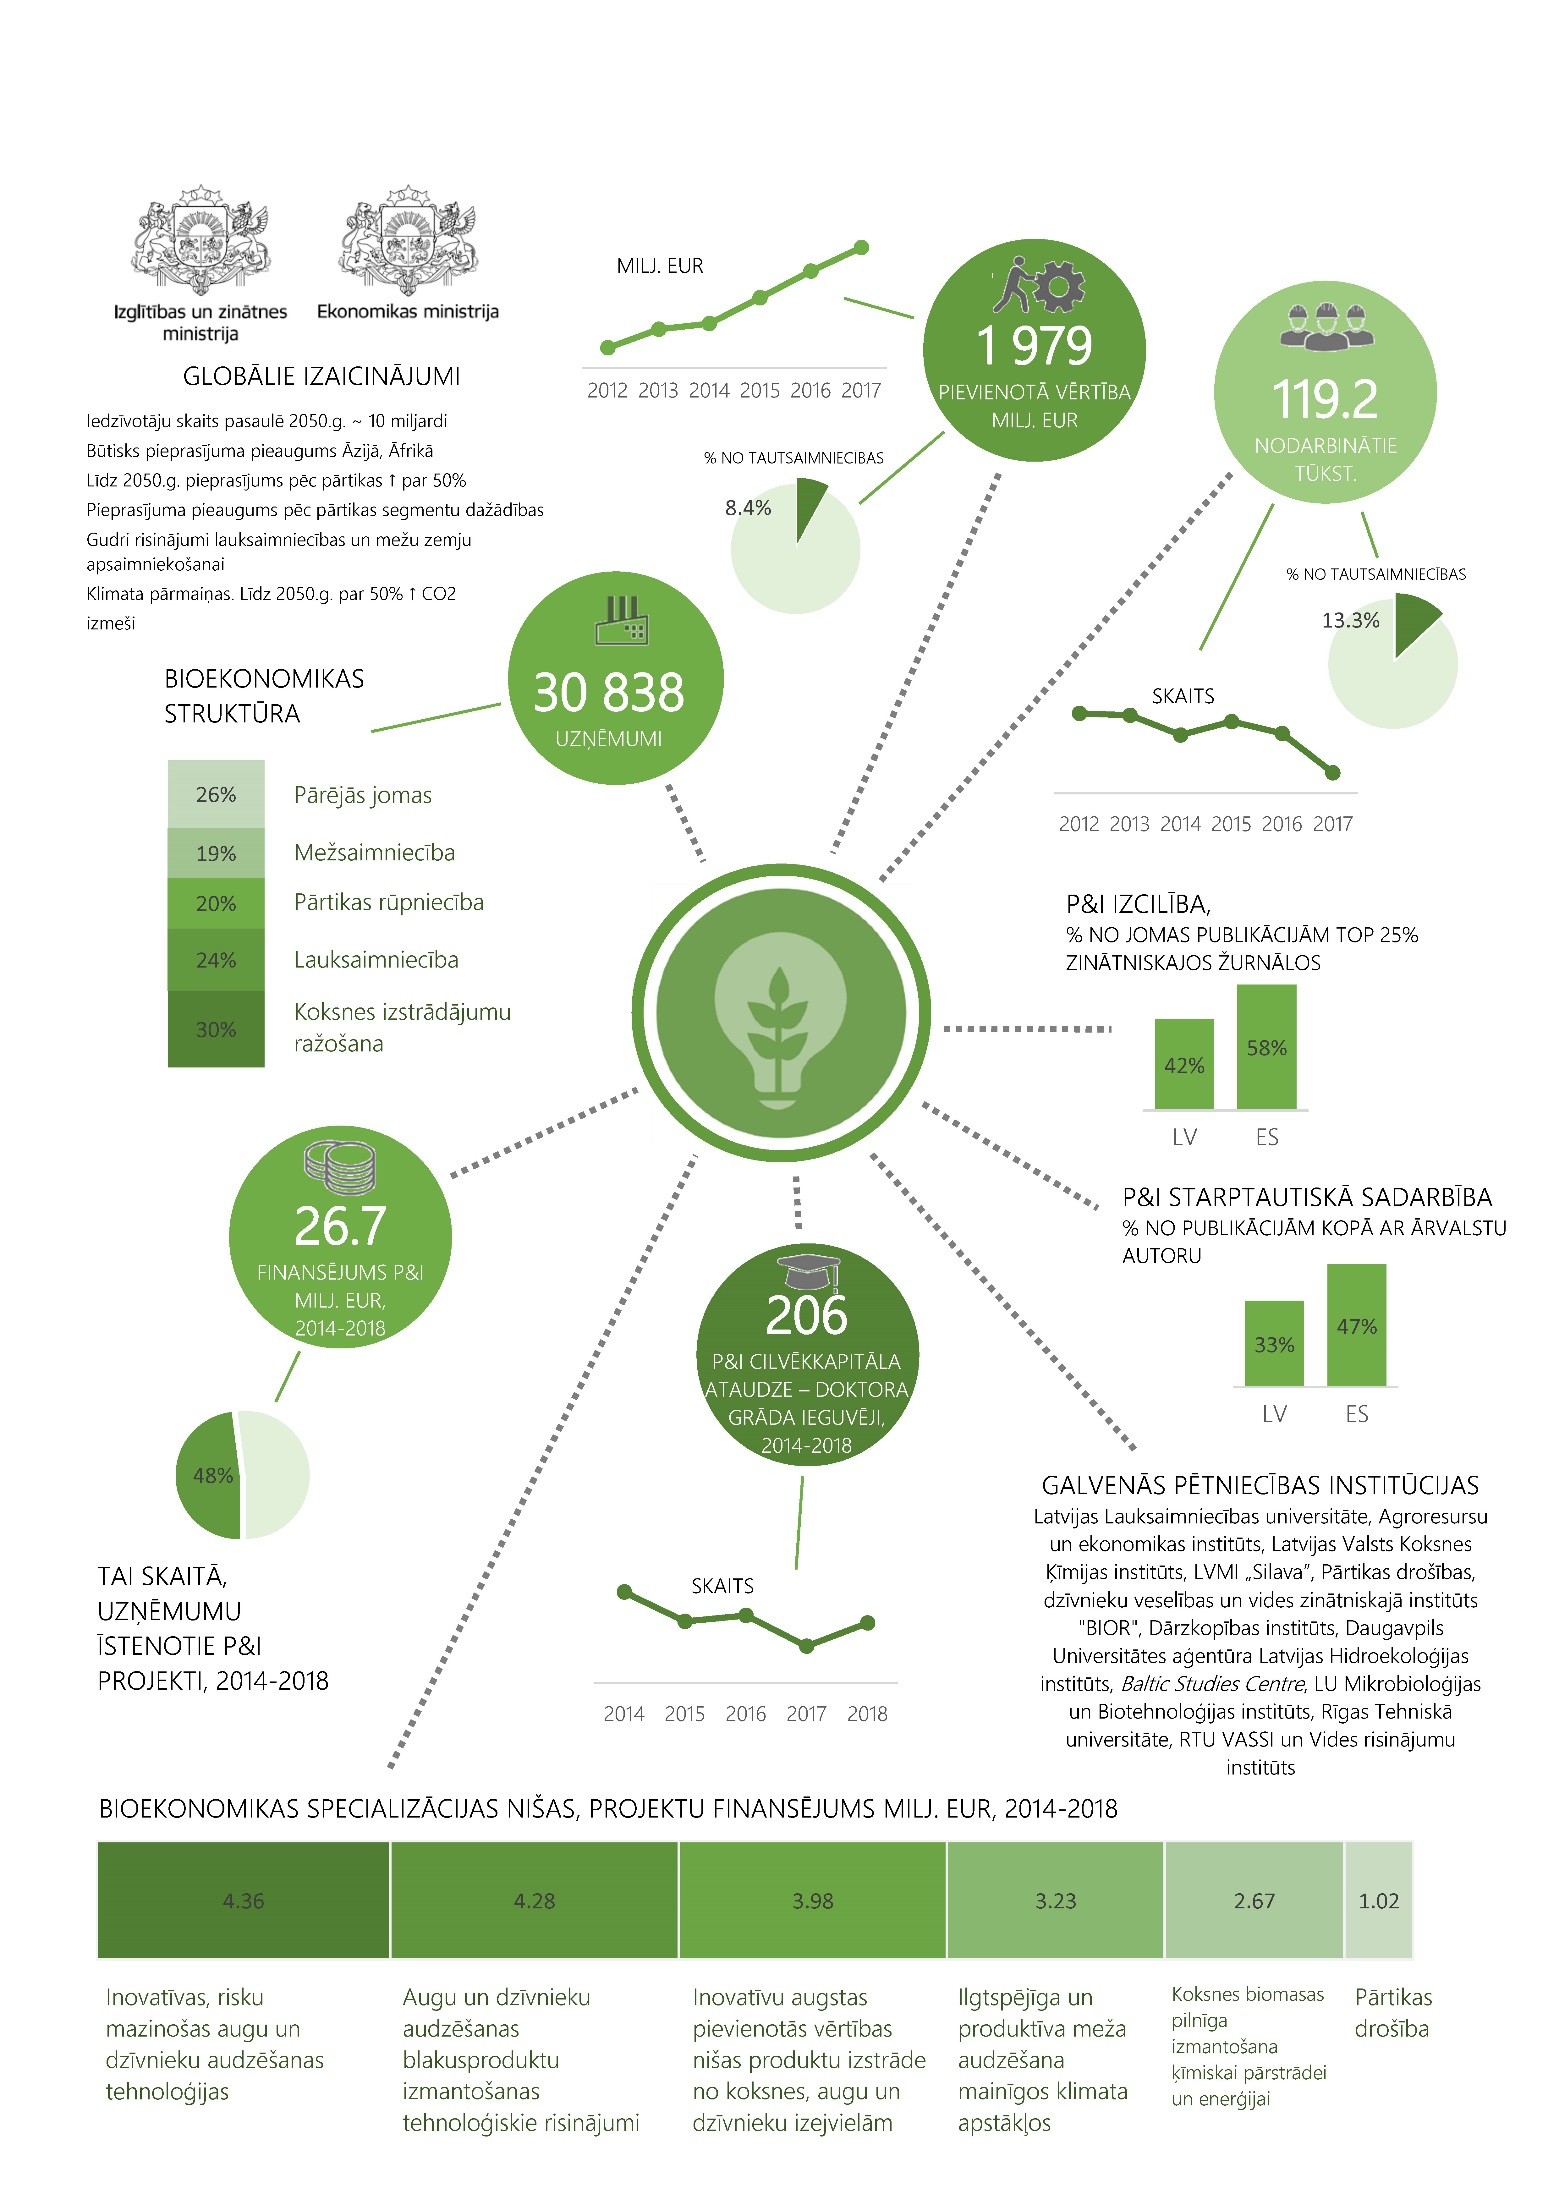 Izglītības un zinātnes
ministrija
Ekonomikas ministrija
GLOBĀLIE IZAICINĀJUMI
Iedzīvotāju skaits pasaulē 2050.g. ~ 10 miljardi
Būtisks pieprasījuma pieaugums Āzijā, Āfrikā
Līdz 2050.g. pieprasījums pēc pārtikas ↑ par 50%
Pieprasījuma pieaugums pēc pārtikas segmentu dažādības
Gudri risinājumi lauksaimniecības un mežu zemju
apsaimniekošanai
Klimata pārmaiņas. Līdz 2050.g. par 50% ↑ CO2
izmeši
MILJ. EUR
2012 2013 2014 2015 2016 2017
1 979
PIEVIENOTĀ VĒRTĪBA
MILJ. EUR
% NO TAUTSAIMNIECIBAS
8.4%
119.2
NODARBINĀTIE
TŪKST.
% NO TAUTSAIMNIECĪBAS
13.3%
SKAITS
2012 2013 2014 2015 2016 2017
30 838
UZŅĒMUMI
BIOEKONOMIKAS
STRUKTŪRA
26% Pārējās jomas
19% Mežsaimniecība
20% Pārtikas rūpniecība
24% Lauksaimniecība
30% Koksnes izstrādājumu
ražošana
P&I IZCILĪBA,
% NO JOMAS PUBLIKĀCIJĀM TOP 25%
ZINĀTNISKAJOS ŽURNĀLOS
42%
58%
LV ES
P&I STARPTAUTISKĀ SADARBĪBA
% NO PUBLIKĀCIJĀM KOPĀ AR ĀRVALSTU
AUTORU
33%
47%
LV ES
26.7
FINANSĒJUMS P&I
MILJ. EUR,
2014-2018
48%
TAI SKAITĀ,
UZŅĒMUMU
ĪSTENOTIE P&I
PROJEKTI, 2014-2018
206
P&I CILVĒKKAPITĀLA
ATAUDZE – DOKTORA
GRĀDA IEGUVĒJI,
2014-2018
SKAITS
2014 2015 2016 2017 2018
GALVENĀS PĒTNIECĪBAS INSTITŪCIJAS
Latvijas Lauksaimniecības universitāte, Agroresursu
un ekonomikas institūts, Latvijas Valsts Koksnes
Ķīmijas institūts, LVMI „Silava”, Pārtikas drošības,
dzīvnieku veselības un vides zinātniskajā institūts
"BIOR", Dārzkopības institūts, Daugavpils
Universitātes aģentūra Latvijas Hidroekoloģijas
institūts, Baltic Studies Centre, LU Mikrobioloģijas
un Biotehnoloģijas institūts, Rīgas Tehniskā
universitāte, RTU VASSI un Vides risinājumu
institūts
BIOEKONOMIKAS SPECIALIZĀCIJAS NIŠAS, PROJEKTU FINANSĒJUMS MILJ. EUR, 2014-2018
4.36 4.28 3.98 3.23 2.67 1.02
Inovatīvas, risku
mazinošas augu un
dzīvnieku audzēšanas
tehnoloģijas
Augu un dzīvnieku
audzēšanas
blakusproduktu
izmantošanas
tehnoloģiskie risinājumi
Inovatīvu augstas
pievienotās vērtības
nišas produktu izstrāde
no koksnes, augu un
dzīvnieku izejvielām
Ilgtspējīga un
produktīva meža
audzēšana
mainīgos klimata
apstākļos
Koksnes biomasas
pilnīga
izmantošana
ķīmiskai pārstrādei
un enerģijai
Pārtikas
drošība